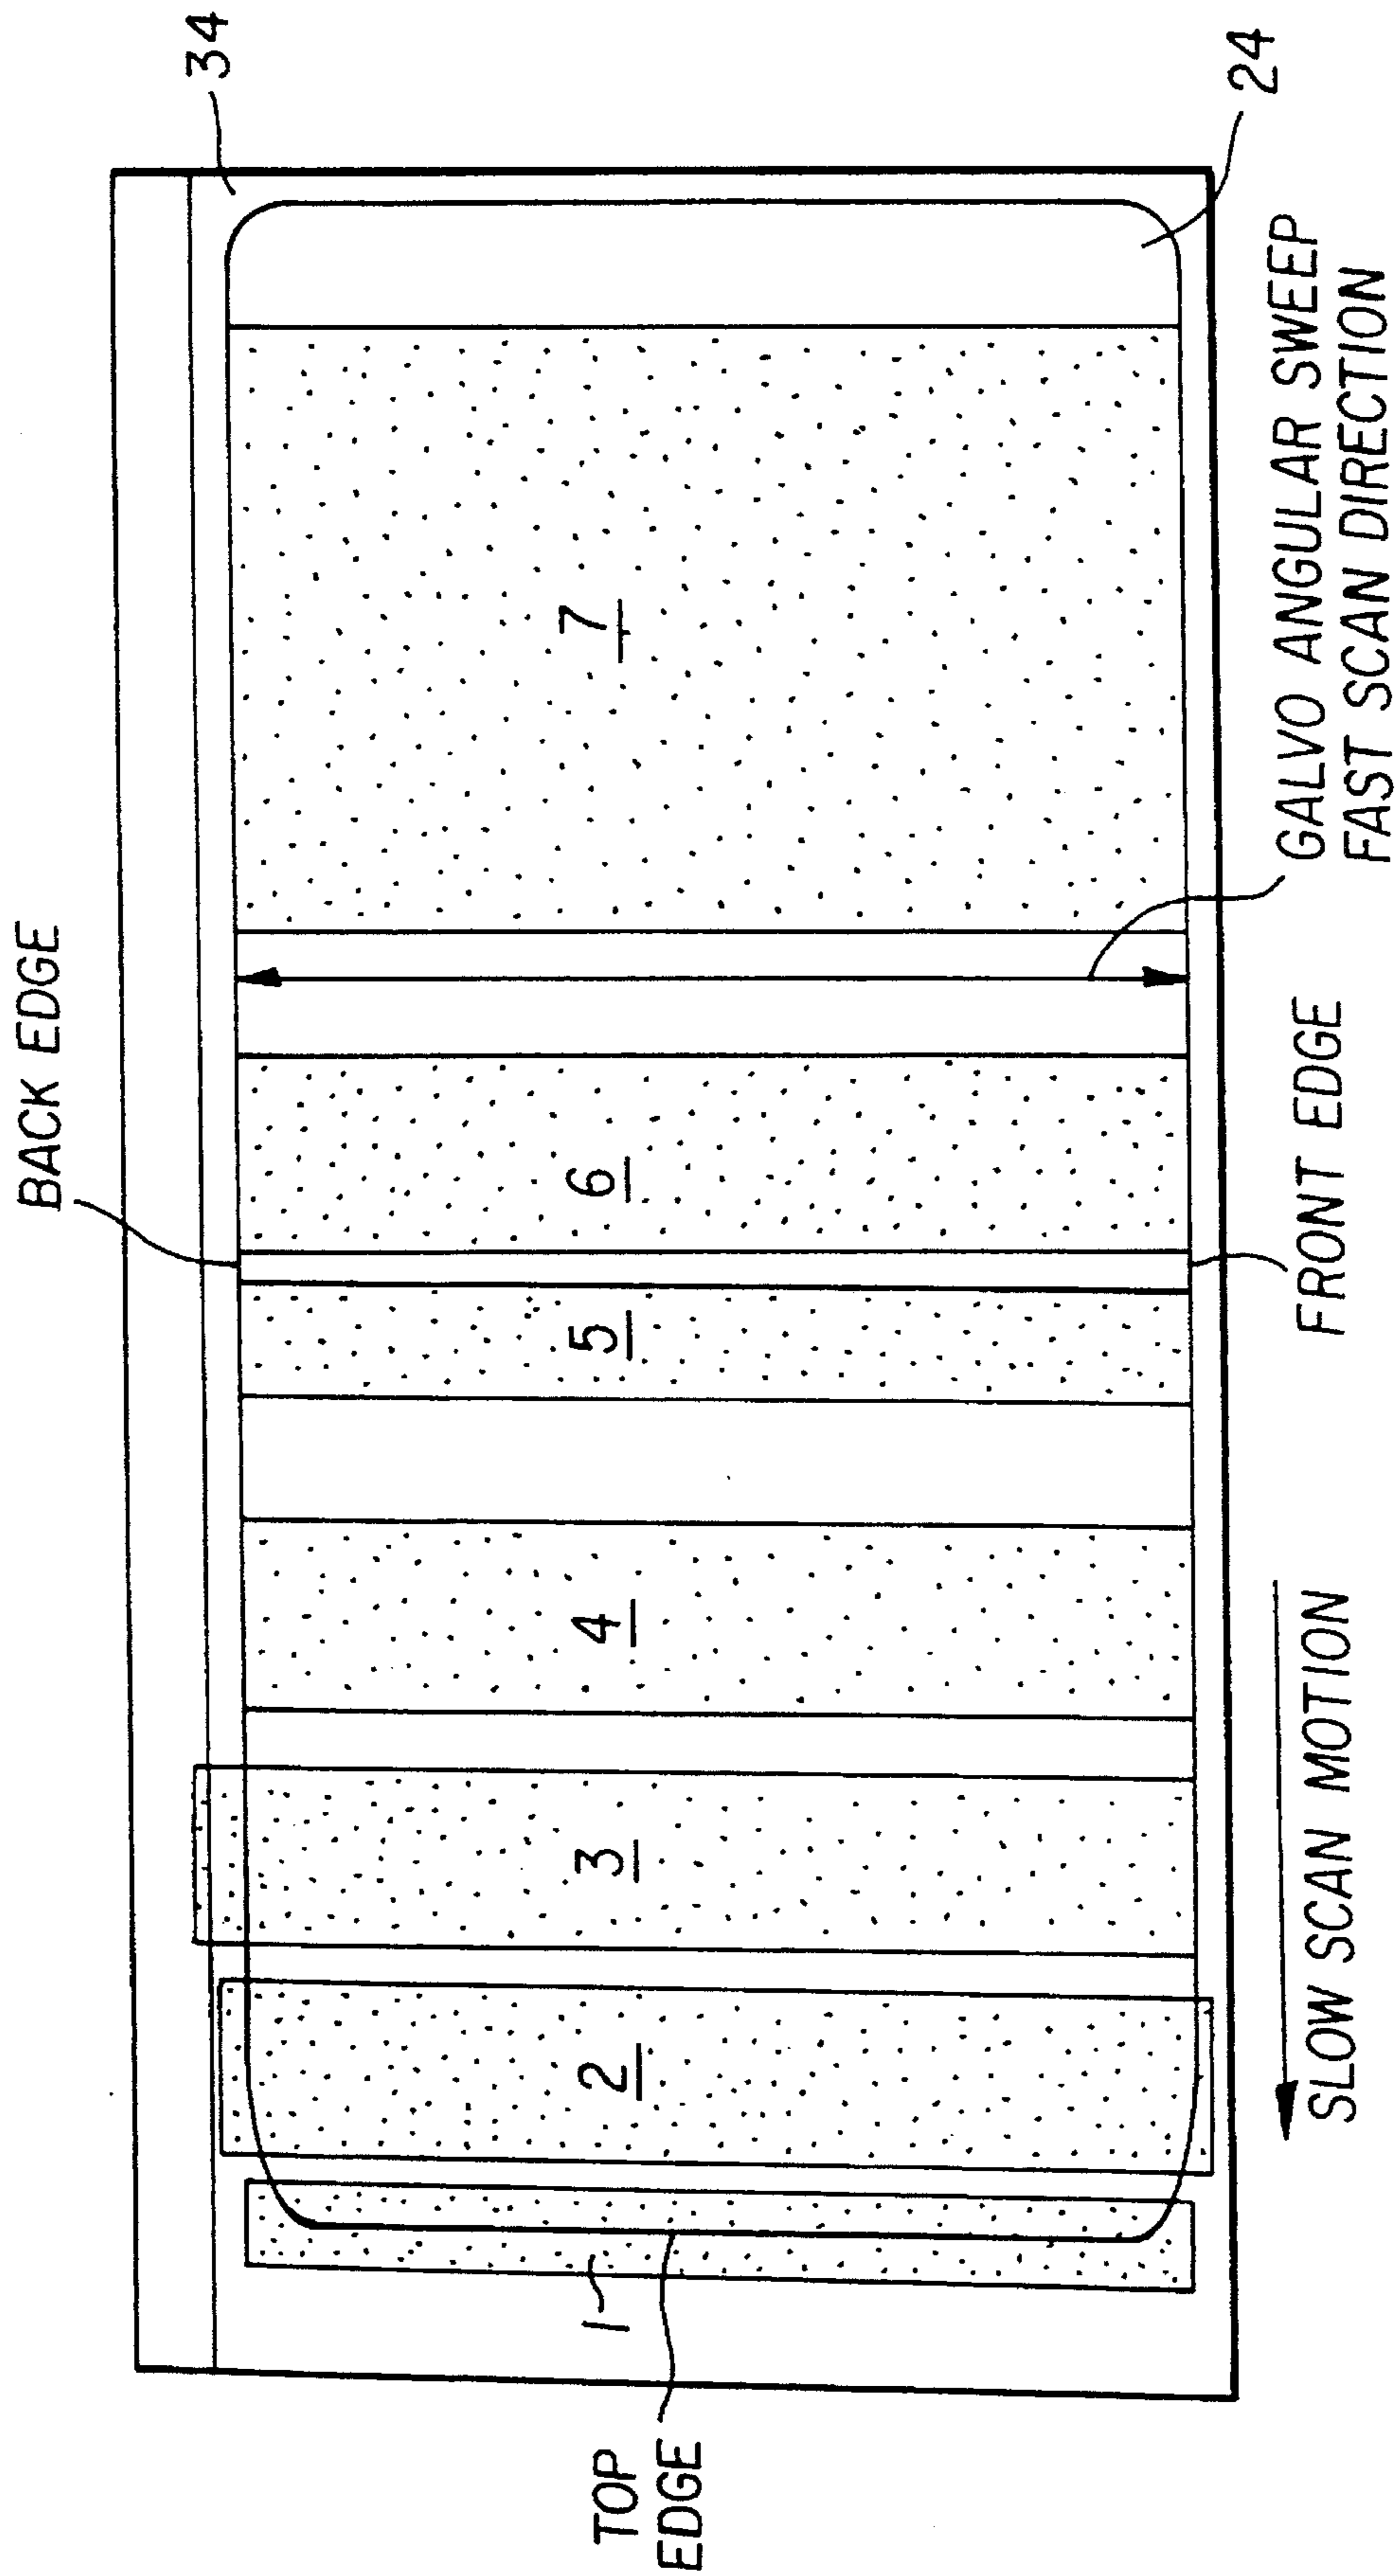 34
24
BACK EDGE
7
6
5
4
3
2
1
GALVO ANGULAR SWEEP
FAST SCAN DIRECTION
FRONT EDGE
SLOW SCAN MOTION
TOP
EDGE